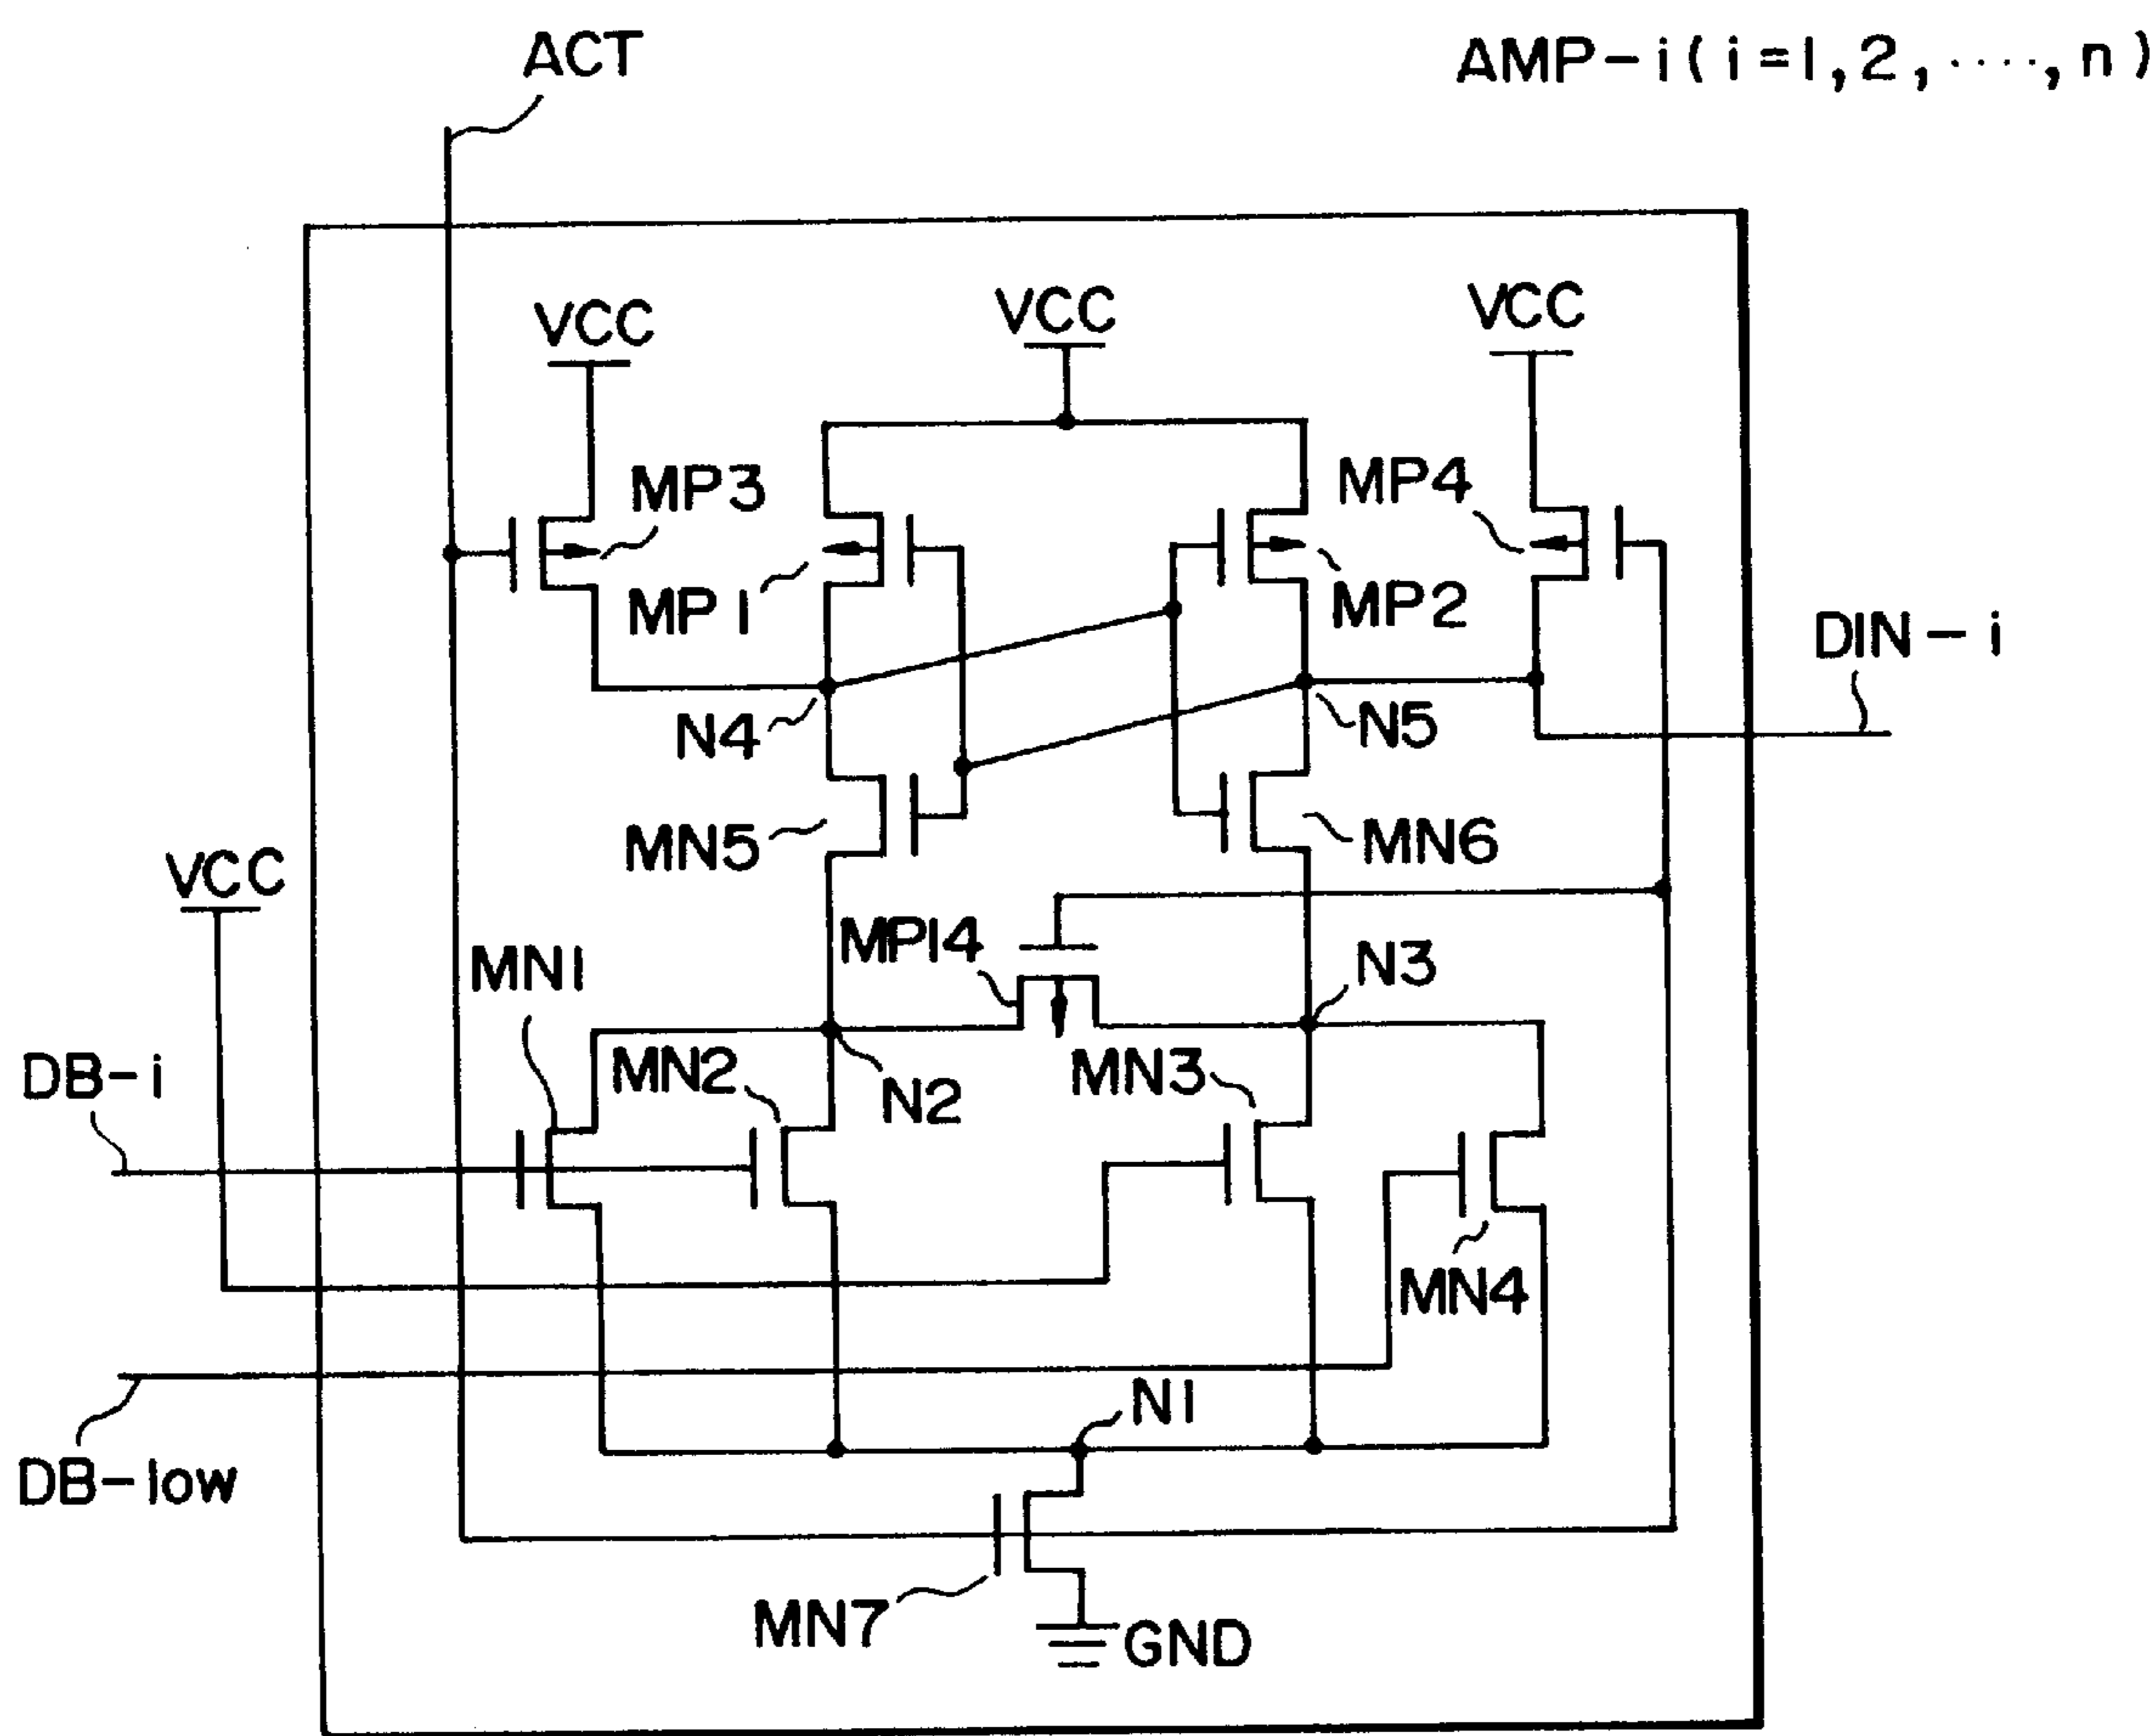 ACT
AMP-i(i=1,2,····,n)
VCC
VCC
VCC
MP3
MP4
MP1
MP2
DIN-i
N4
N5
MN5
MN6
VCC
MP14
N3
MN1
MN2
MN3
DB-i
N2
MN4
N1
DB-low
MN7
GND